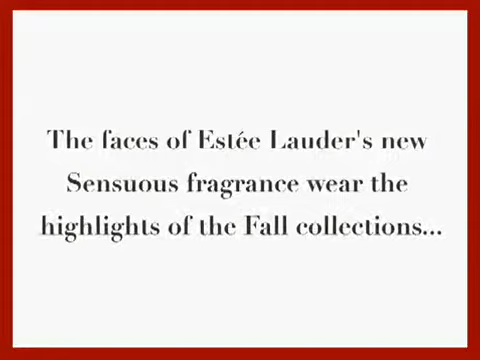 The faces of Estée Lauder's new
Sensuous fragrance wear the
highlights of the Fall collections...